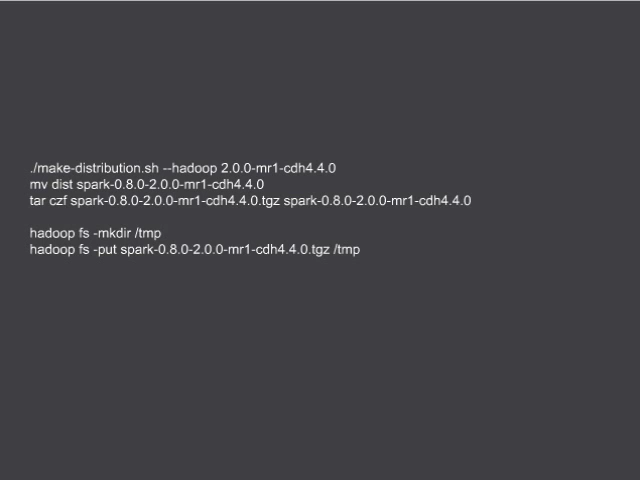 ./make-distribution.sh --hadoop 2.0.0-mr1-cdh4.4.0
mv dist spark-0.8.0-2.0.0-mr1-cdh4.4.0
tar czf spark-0.8.0-2.0.0-mr1-cdh4.4.0.tgz spark-0.8.0-2.0.0-mr1-cdh4.4.0
hadoop fs -mkdir /tmp
hadoop fs -put spark-0.8.0-2.0.0-mr1-cdh4.4.0.tgz /tmp